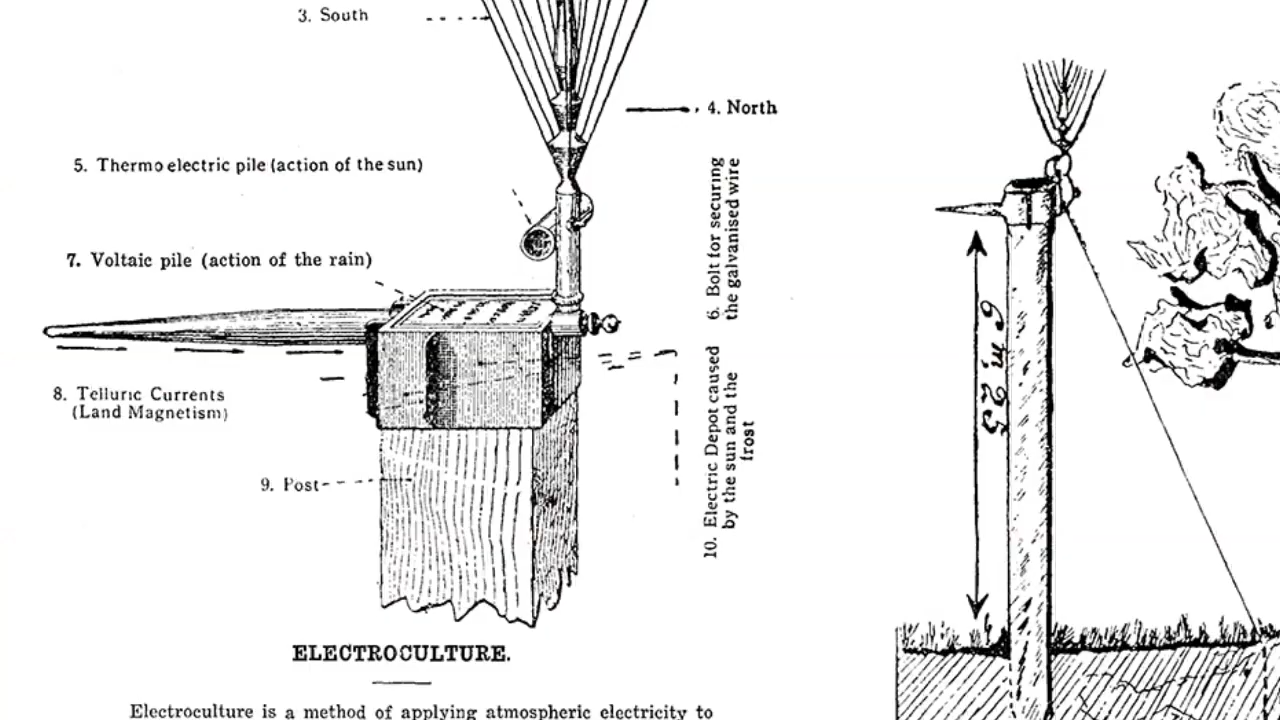 3. South
4. North
5. Thermo electric pile (action of the sun)
6. Bolt for securing
the galvanised wire
7. Voltaic pile (action of the rain)
8. Telluric Currents
(Land Magnetism)
9. Post
10. Electric Depot caused
by the sun and the
frost
6 m, 25
ELECTROCULTURE.
Electroculture is a method of applying atmospheric electricity to